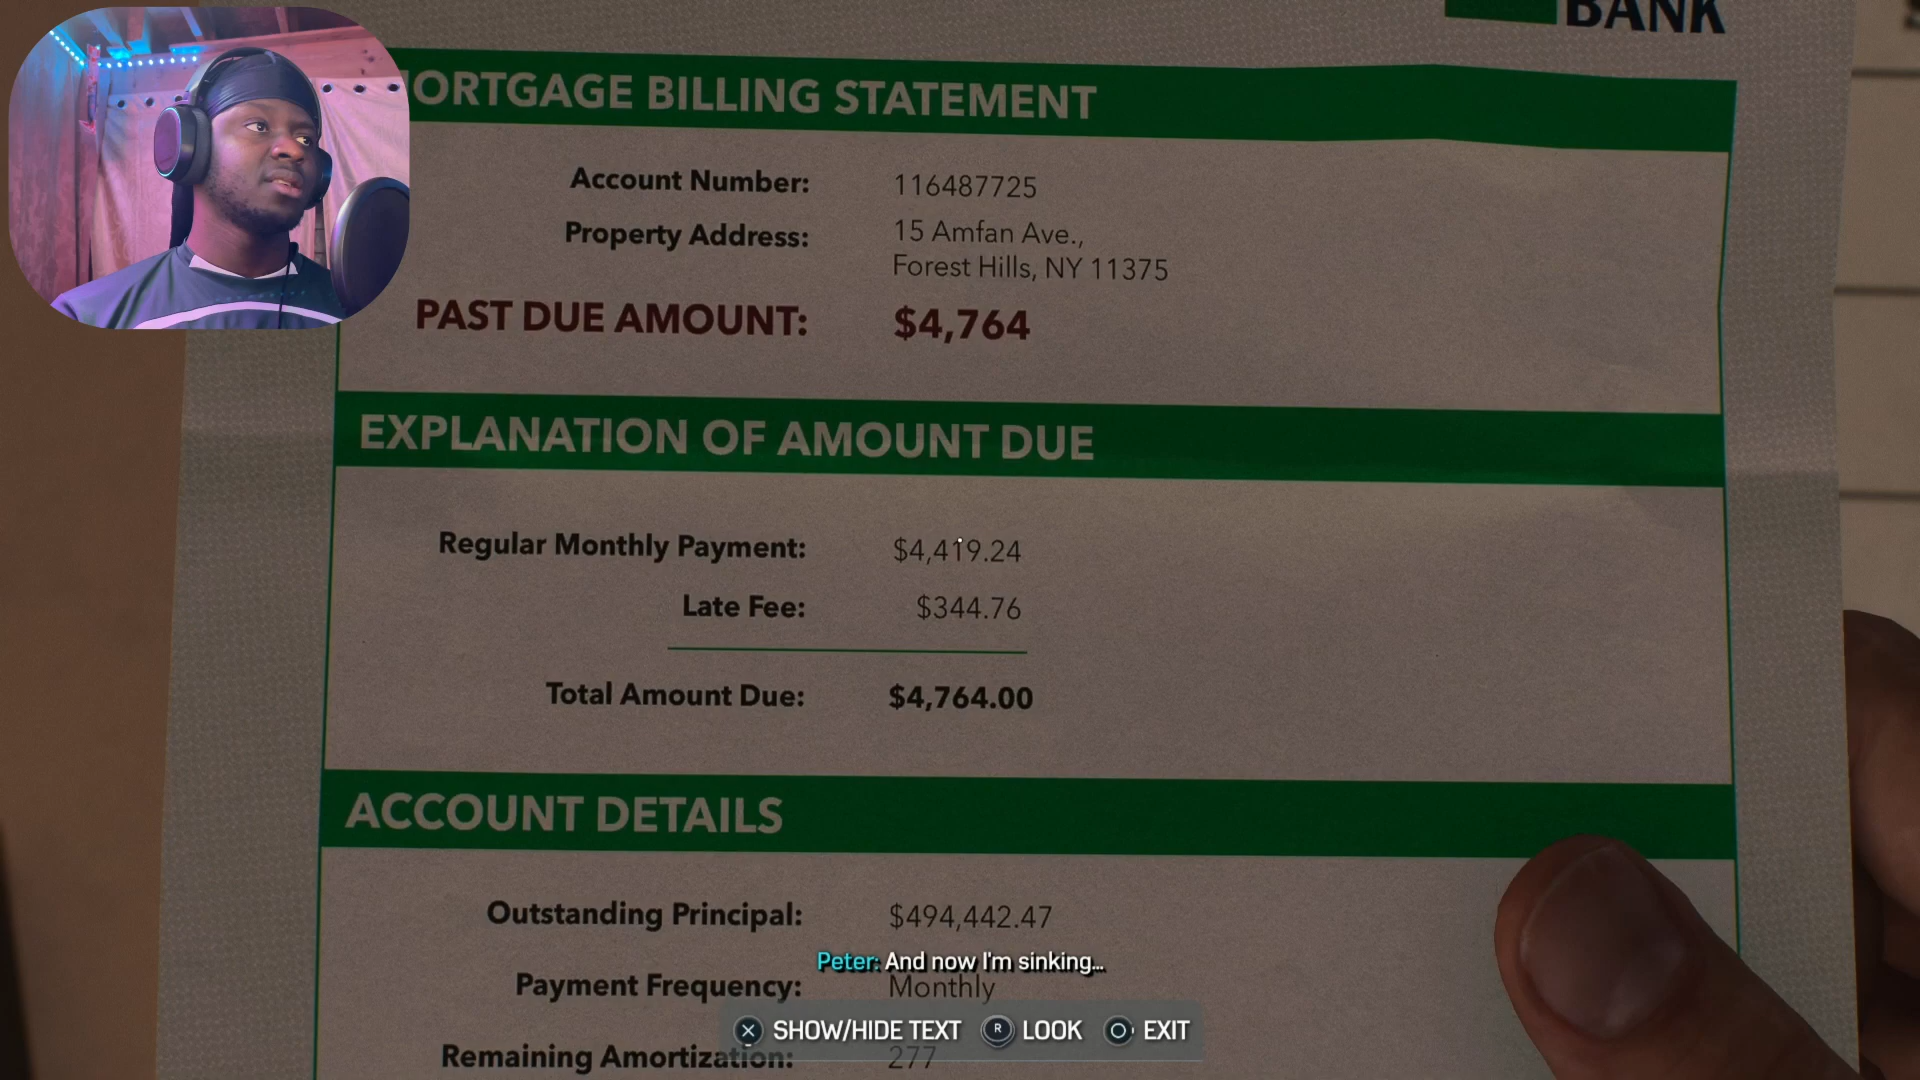 BANK
ORTGAGE BILLING STATEMENT
Account Number: 116487725
Property Address: 15 Amfan Ave.,
Forest Hills, NY 11375
PAST DUE AMOUNT: $4,764
EXPLANATION OF AMOUNT DUE
Regular Monthly Payment: $4,419.24
Late Fee: $344.76
Total Amount Due: $4,764.00
ACCOUNT DETAILS
Outstanding Principal: $494,442.47
Peter: And now I'm sinking...
Payment Frequency: Monthly
SHOW/HIDE TEXT R LOOK EXIT
Remaining Amortization: 277